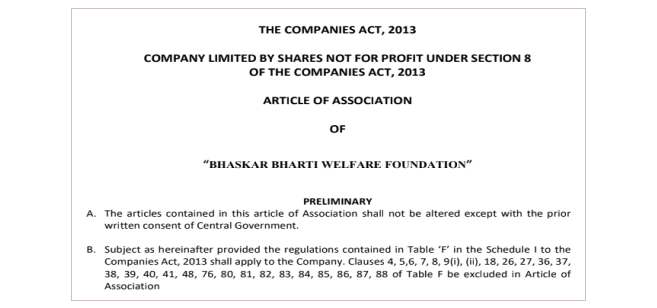 THE COMPANIES ACT, 2013
COMPANY LIMITED BY SHARES NOT FOR PROFIT UNDER SECTION 8
OF THE COMPANIES ACT, 2013
ARTICLE OF ASSOCIATION
OF
"BHASKAR BHARTI WELFARE FOUNDATION"
PRELIMINARY
A. The articles contained in this article of Association shall not be altered except with the prior
written consent of Central Government.
B. Subject as hereinafter provided the regulations contained in Table 'F' in the Schedule I to the
Companies Act, 2013 shall apply to the Company. Clauses 4, 5,6, 7, 8, 9(i), (ii), 18, 26, 27, 36, 37,
38, 39, 40, 41, 48, 76, 80, 81, 82, 83, 84, 85, 86, 87, 88 of Table F be excluded in Article of
Association